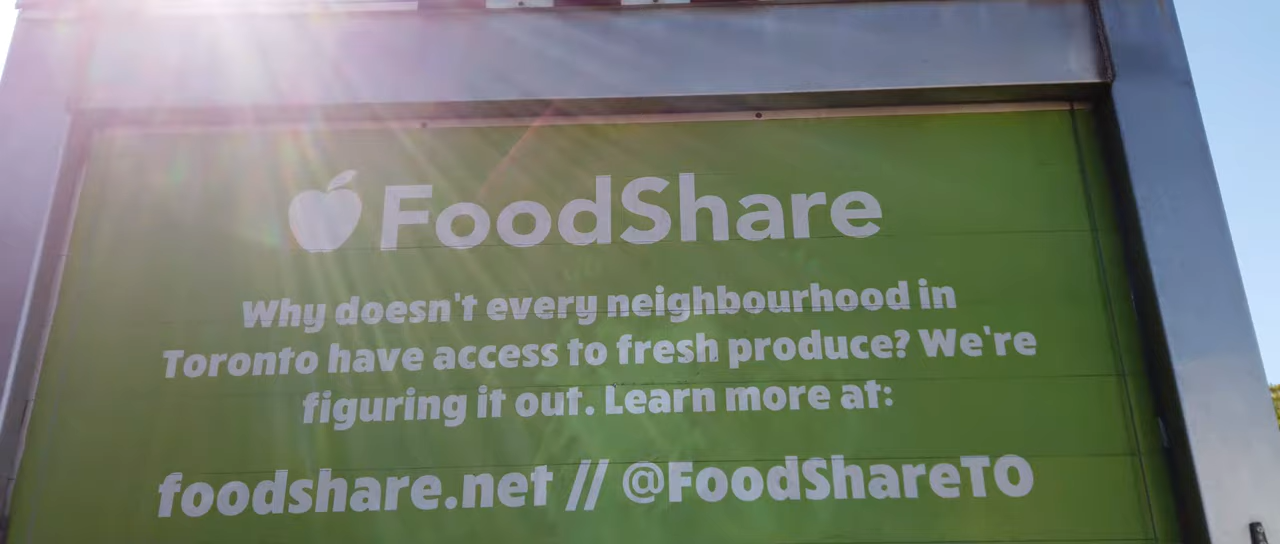 FoodShare
Why doesn't every neighbourhood in
Toronto have access to fresh produce? We're
figuring it out. Learn more at:
foodshare.net // @FoodShareTO